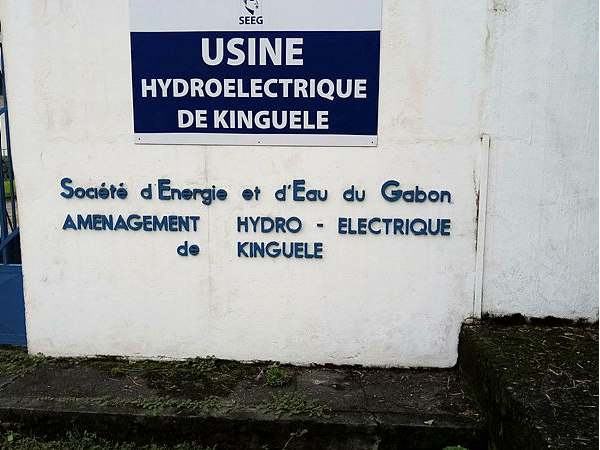 SEEG
USINE
HYDROELECTRIQUE
DE KINGUELE
Société d'Energie et d'Eau du Gabon
AMENAGEMENT HYDRO - ELECTRIQUE
de KINGUELE